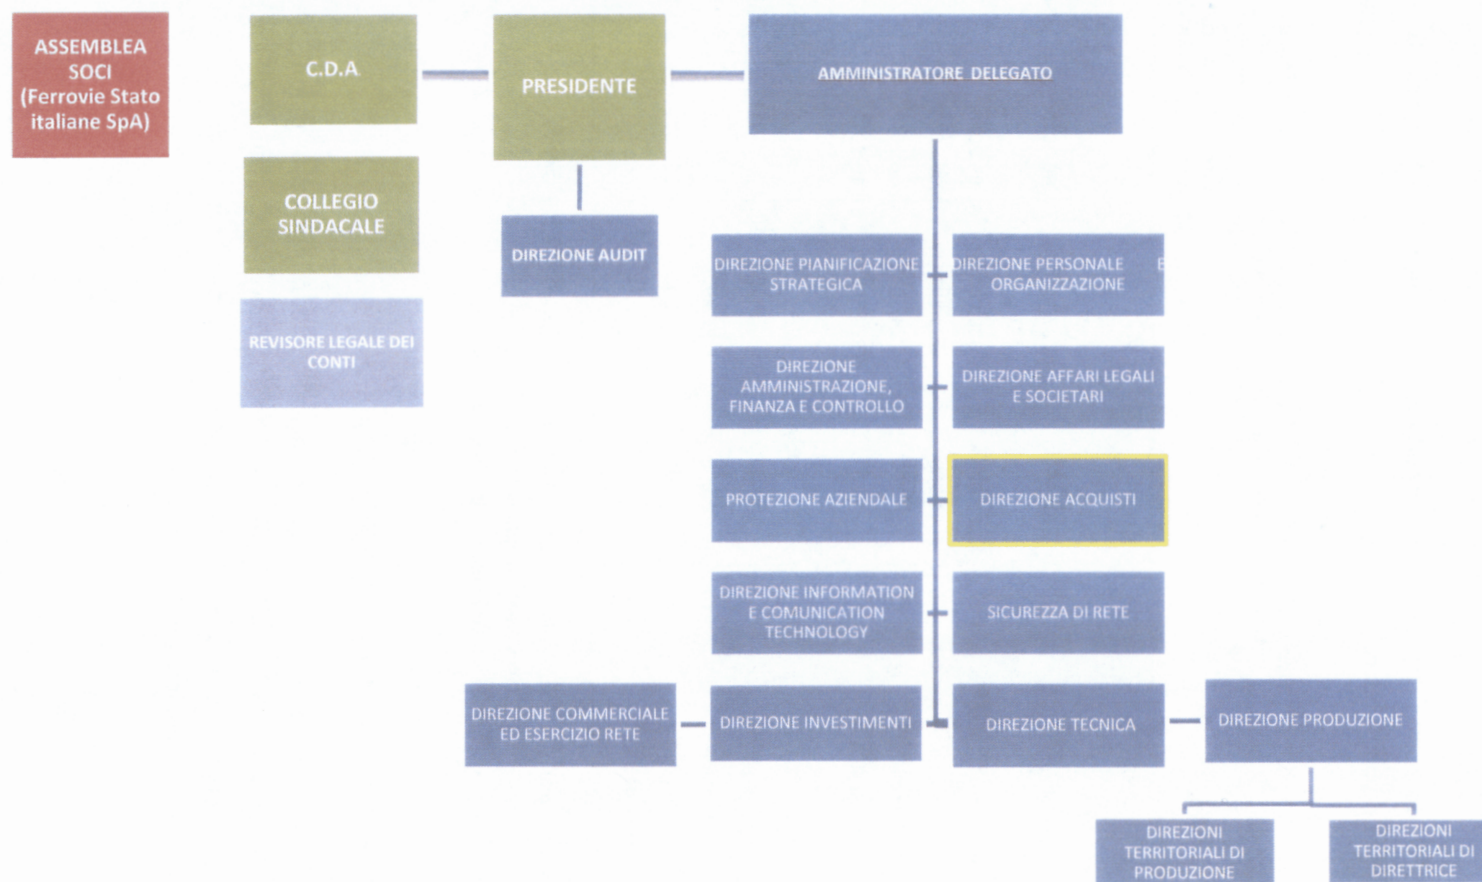 ASSEMBLEA
SOCI
(Ferrovie Stato
italiane SpA)
C.D.A.
PRESIDENTE
AMMINISTRATORE DELEGATO
COLLEGIO
SINDACALE
DIREZIONE AUDIT
REVISORE LEGALE DEI
CONTI
DIREZIONE PIANIFICAZIONE
STRATEGICA
DIREZIONE PERSONALE E
ORGANIZZAZIONE
DIREZIONE
AMMINISTRAZIONE,
FINANZA E CONTROLLO
DIREZIONE AFFARI LEGALI
E SOCIETARI
PROTEZIONE AZIENDALE
DIREZIONE ACQUISTI
DIREZIONE INFORMATION
E COMUNICATION
TECHNOLOGY
SICUREZZA DI RETE
DIREZIONE COMMERCIALE
ED ESERCIZIO RETE
DIREZIONE INVESTIMENTI
DIREZIONE TECNICA
DIREZIONE PRODUZIONE
DIREZIONI
TERRITORIALI DI
PRODUZIONE
DIREZIONI
TERRITORIALI DI
DIRETTRICE